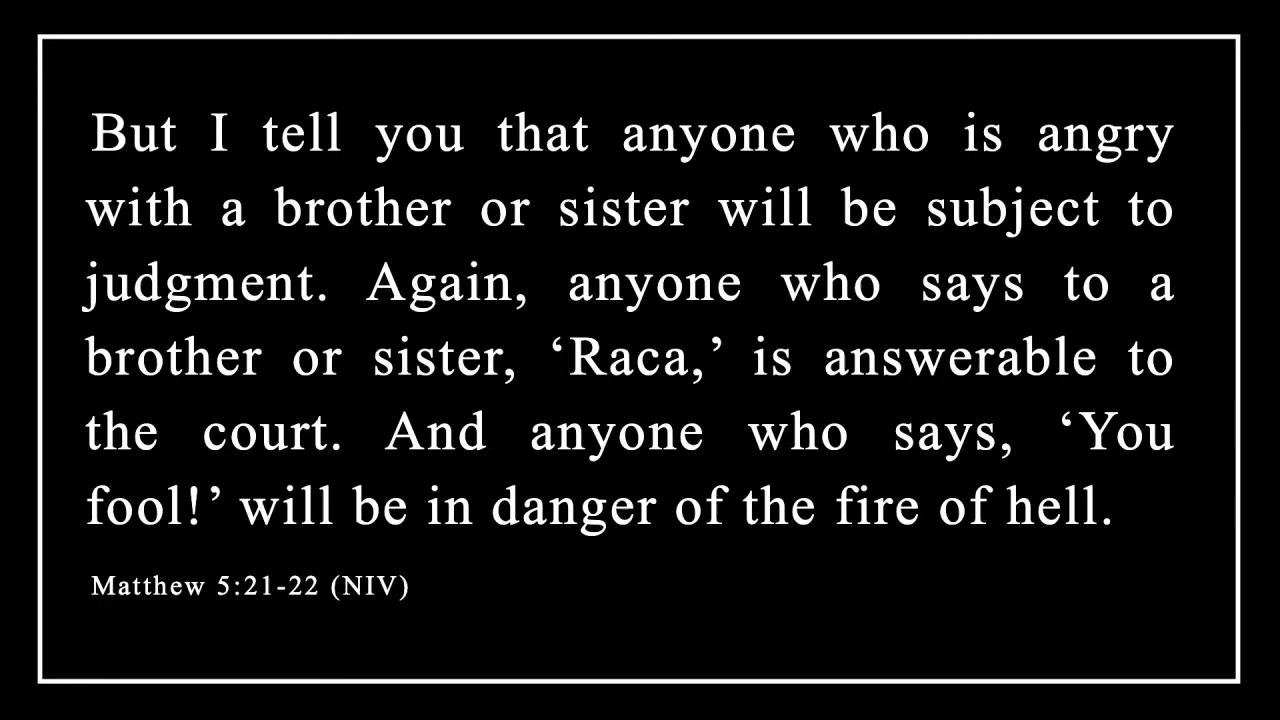 But I tell you that anyone who is angry
with a brother or sister will be subject to
judgment. Again, anyone who says to a
brother or sister, ‘Raca,’ is answerable to
the court. And anyone who says, ‘You
fool!’ will be in danger of the fire of hell.
Matthew 5:21-22 (NIV)